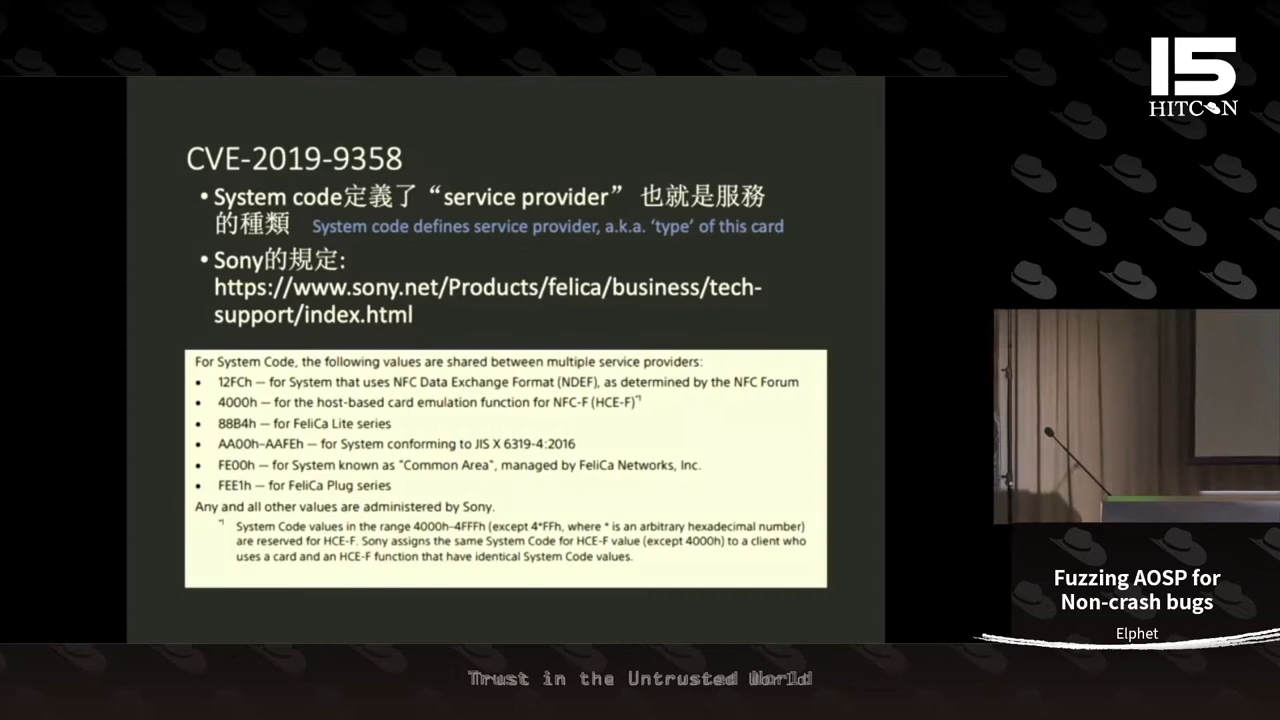 15
HITCON
CVE-2019-9358
• System code定義了“service provider” 也就是服務
的種類 System code defines service provider, a.k.a. ‘type’ of this card
• Sony的規定:
https://www.sony.net/Products/felica/business/tech-
support/index.html
For System Code, the following values are shared between multiple service providers:
• 12FCh — for System that uses NFC Data Exchange Format (NDEF), as determined by the NFC Forum
• 4000h — for the host-based card emulation function for NFC-F (HCE-F)*1
• 88B4h — for FeliCa Lite series
• AA00h–AAFEh — for System conforming to JIS X 6319-4:2016
• FE00h — for System known as "Common Area", managed by FeliCa Networks, Inc.
• FEE1h — for FeliCa Plug series
Any and all other values are administered by Sony.
*1 System Code values in the range 4000h–4FFFh (except 4*FFh, where * is an arbitrary hexadecimal number)
are reserved for HCE-F. Sony assigns the same System Code for HCE-F value (except 4000h) to a client who
uses a card and an HCE-F function that have identical System Code values.
Fuzzing AOSP for
Non-crash bugs
Elphet
Trust in the Untrusted World